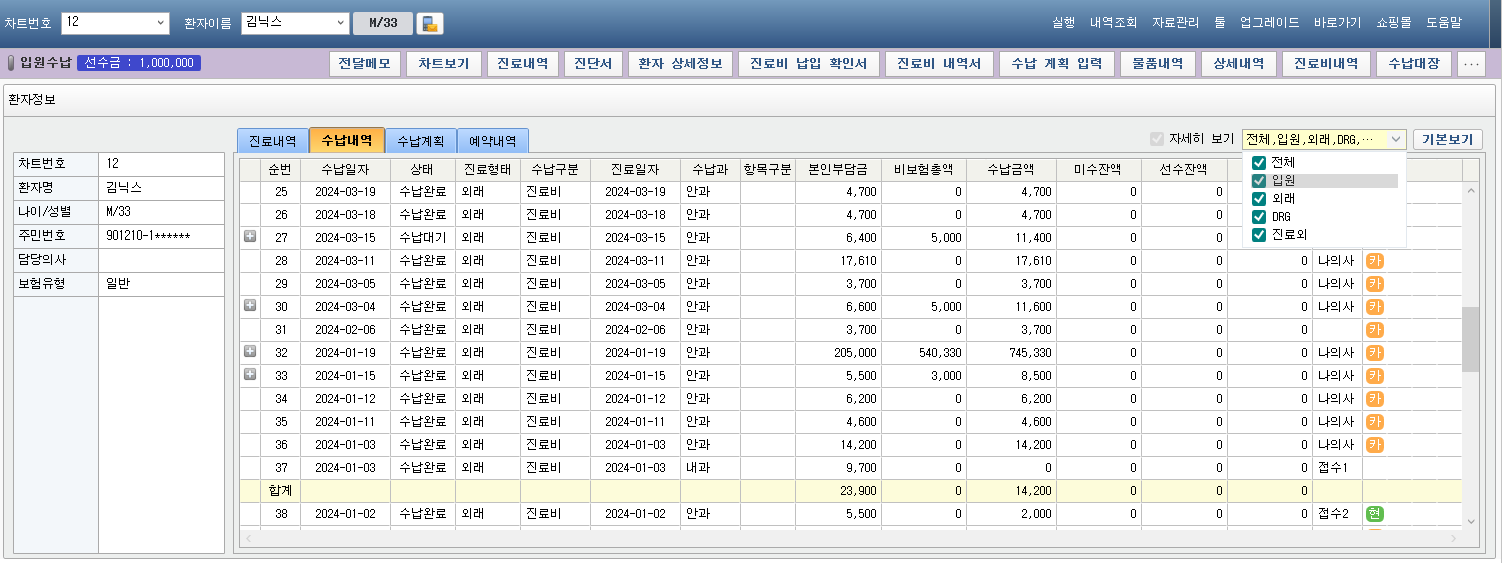 차트번호 12 환자이름 김닉스 M/33 실행 내역조회 자료관리 툴 업그레이드 바로가기 쇼핑몰 도움말
입원수납 선수금 : 1,000,000 전달메모 차트보기 진료내역 진단서 환자 상세정보 진료비 납입 확인서 진료비 내역서 수납 계획 입력 물품내역 상세내역 진료비내역 수납대장 ...
환자정보
진료내역 수납내역 수납계획 예약내역 자세히 보기 전체,입원,외래,DRG,... 기본보기
전체
입원
외래
DRG
진료외
차트번호 12
환자명 김닉스
나이/성별 M/33
주민번호 901210-1******
담당의사
보험유형 일반
순번 수납일자 상태 진료형태 수납구분 진료일자 수납과 항목구분 본인부담금 비보험총액 수납금액 미수잔액 선수잔액
25 2024-03-19 수납완료 외래 진료비 2024-03-19 안과 4,700 0 4,700 0 0
26 2024-03-18 수납완료 외래 진료비 2024-03-18 안과 4,700 0 4,700 0 0
27 2024-03-15 수납대기 외래 진료비 2024-03-15 안과 6,400 5,000 11,400 0 0
28 2024-03-11 수납완료 외래 진료비 2024-03-11 안과 17,610 0 17,610 0 0 0 나의사 카
29 2024-03-05 수납완료 외래 진료비 2024-03-05 안과 3,700 0 3,700 0 0 0 나의사 카
30 2024-03-04 수납완료 외래 진료비 2024-03-04 안과 6,600 5,000 11,600 0 0 0 나의사 카
31 2024-02-06 수납완료 외래 진료비 2024-02-06 안과 3,700 0 3,700 0 0 0 카
32 2024-01-19 수납완료 외래 진료비 2024-01-19 안과 205,000 540,330 745,330 0 0 0 나의사 카
33 2024-01-15 수납완료 외래 진료비 2024-01-15 안과 5,500 3,000 8,500 0 0 0 나의사 카
34 2024-01-12 수납완료 외래 진료비 2024-01-12 안과 6,200 0 6,200 0 0 0 나의사 카
35 2024-01-11 수납완료 외래 진료비 2024-01-11 안과 4,600 0 4,600 0 0 0 나의사 카
36 2024-01-03 수납완료 외래 진료비 2024-01-03 안과 14,200 0 14,200 0 0 0 나의사 카
37 2024-01-03 수납완료 외래 진료비 2024-01-03 내과 9,700 0 0 0 0 0 접수1
합계 23,900 0 14,200 0 0 0
38 2024-01-02 수납완료 외래 진료비 2024-01-02 안과 5,500 0 2,000 0 0 0 접수2 현